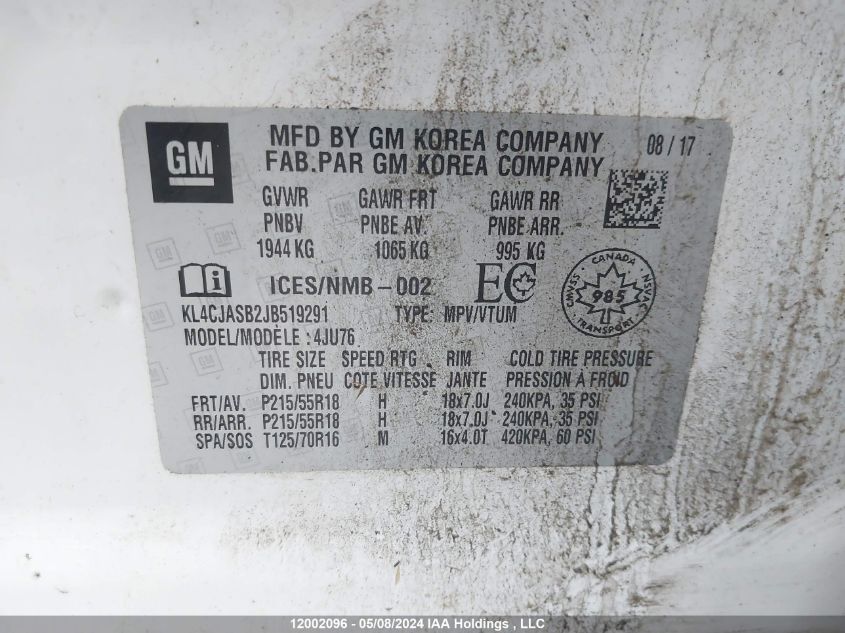 GM
MFD BY GM KOREA COMPANY 08 / 17
FAB.PAR GM KOREA COMPANY
GVWR GAWR FRT GAWR RR
PNBV PNBE AV. PNBE ARR.
1944 KG 1065 KG 995 KG
ICES/NMB-002 EC
CANADA
CMVSS 985 NSVAC
TRANSPORT
KL4CJASB2JB519291 TYPE: MPV/VTUM
MODEL/MODÈLE : 4JU76
TIRE SIZE SPEED RTG RIM COLD TIRE PRESSURE
DIM. PNEU COTE VITESSE JANTE PRESSION À FROID
FRT/AV. P215/55R18 H 18x7.0J 240KPA, 35 PSI
RR/ARR. P215/55R18 H 18x7.0J 240KPA, 35 PSI
SPA/SOS T125/70R16 M 16x4.0T 420KPA, 60 PSI
12002096 - 05/08/2024 IAA Holdings , LLC